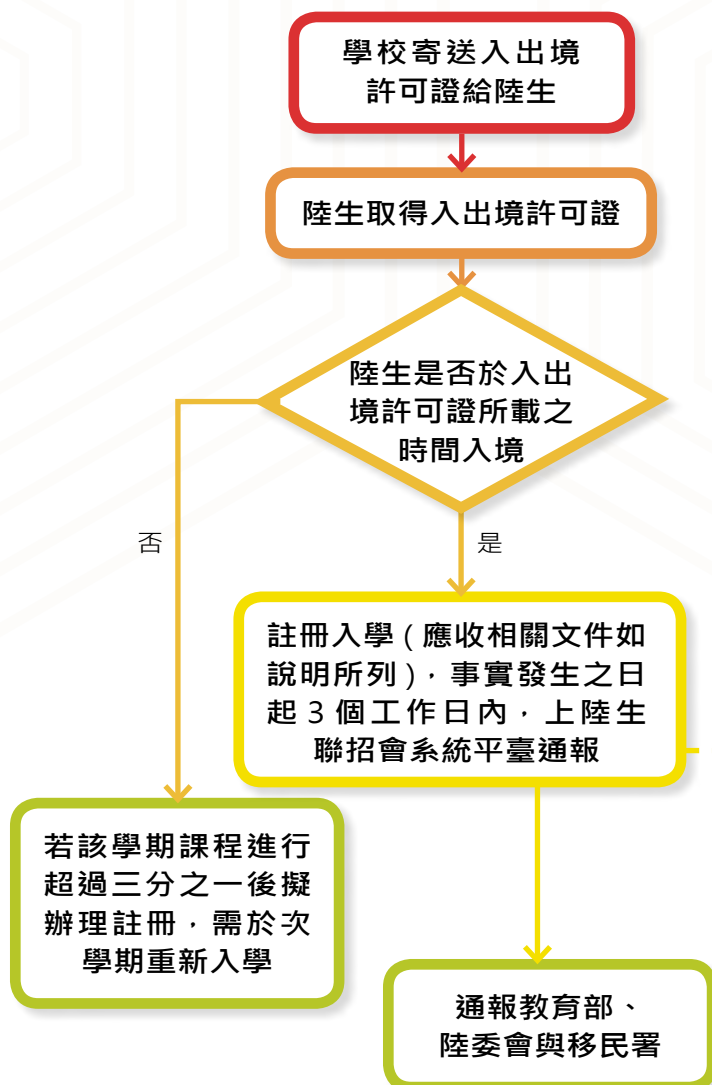 學校寄送入出境
許可證給陸生
陸生取得入出境許可證
陸生是否於入出
境許可證所載之
時間入境
否
是
註冊入學(應收相關文件如
說明所列),事實發生之日
起3個工作日內,上陸生
聯招會系統平臺通報
若該學期課程進行
超過三分之一後擬
辦理註冊,需於次
學期重新入學
通報教育部、
陸委會與移民署